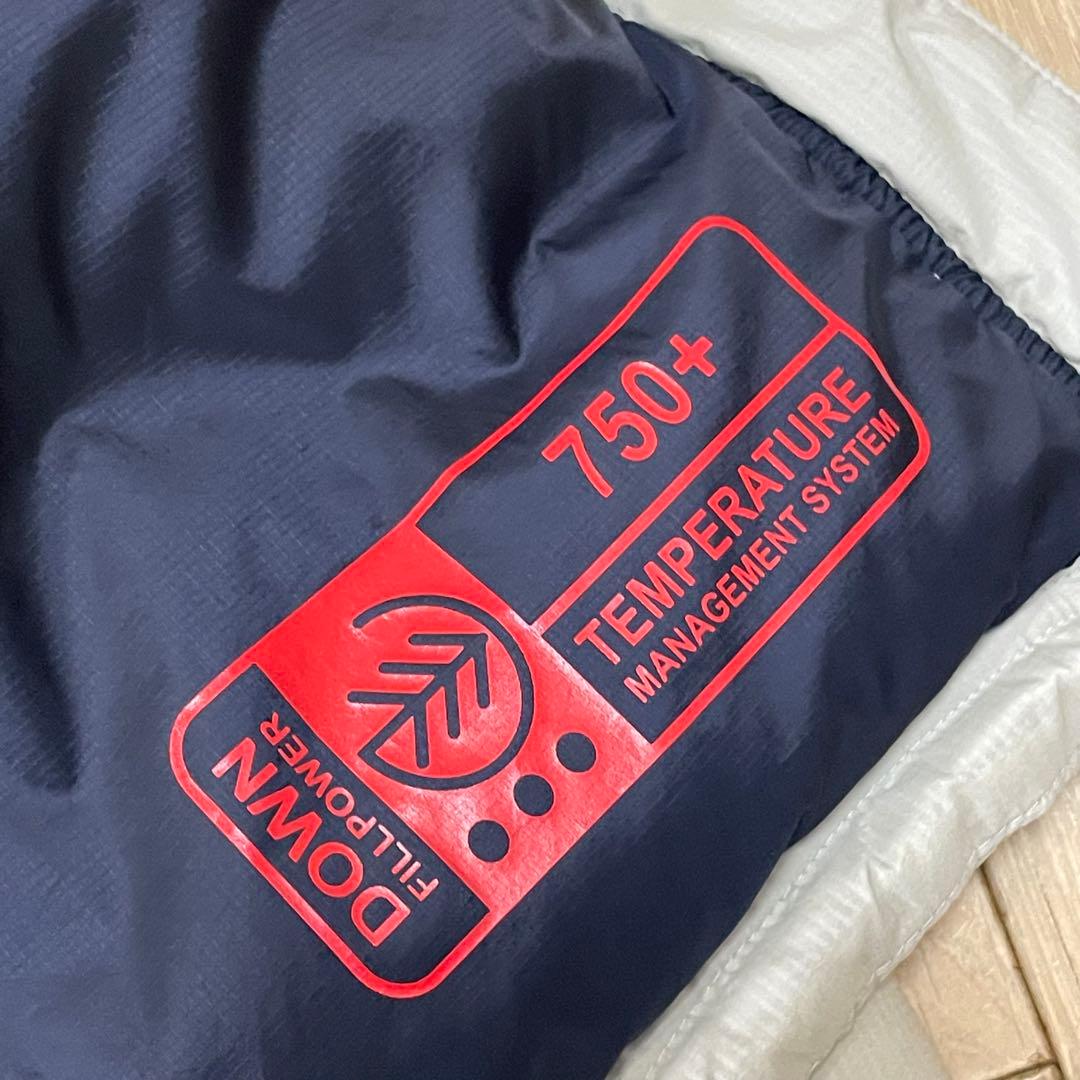 750+
TEMPERATURE
MANAGEMENT SYSTEM
DOWN
FILLPOWER